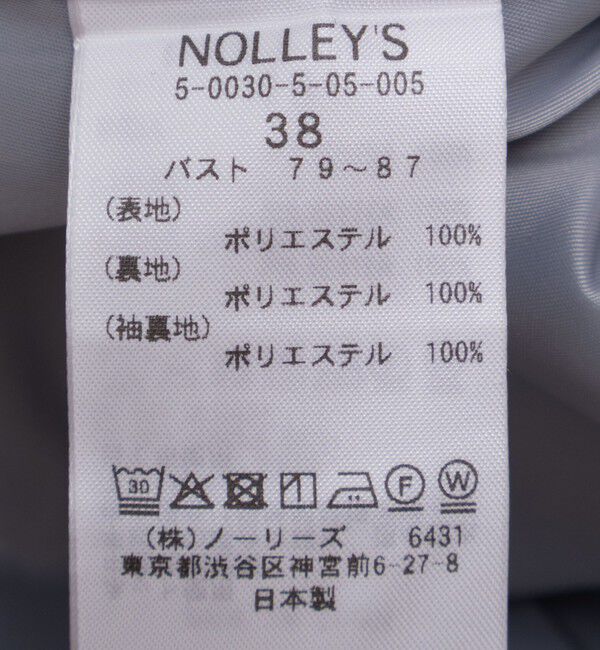 NOLLEY'S
5-0030-5-05-005
38
バスト 79～87
(表地)
ポリエステル 100%
(裏地)
ポリエステル 100%
(袖裏地)
ポリエステル 100%
30 F W
(株)ノーリーズ 6431
東京都渋谷区神宮前6-27-8
日本製